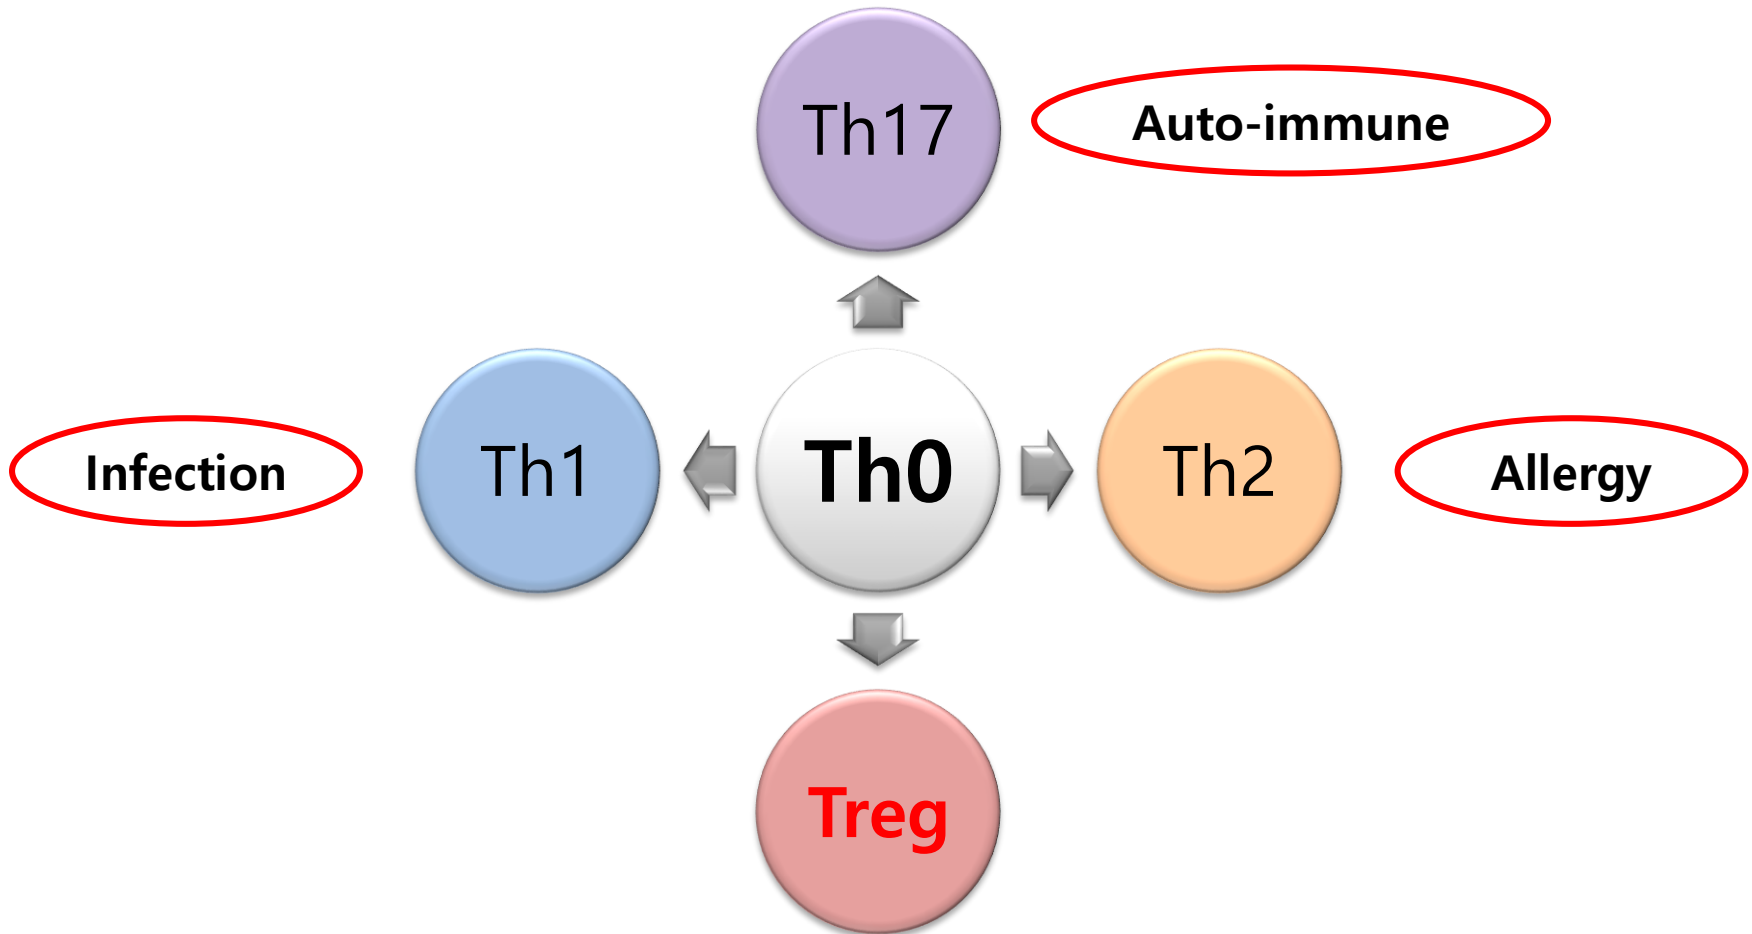 Th17
Auto-immune
Infection
Th1
Th0
Th2
Allergy
Treg